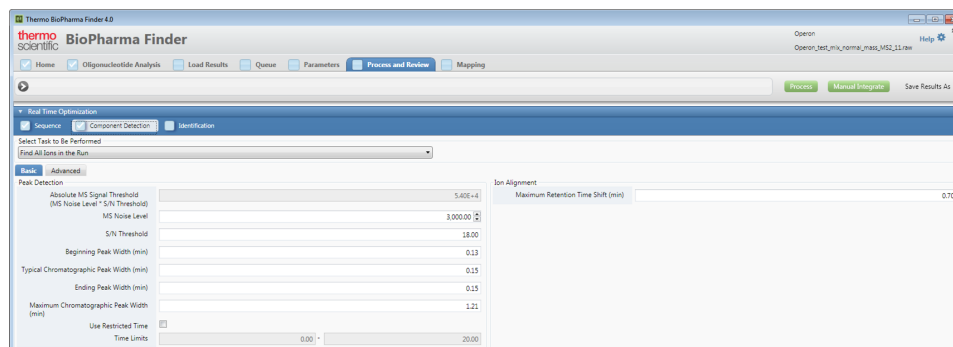 Thermo BioPharma Finder 4.0
thermo
scientific
BioPharma Finder
Operon
Help
Operon_test_mix_normal_mass_MS2_11.raw
Home Oligonucleotide Analysis Load Results Queue Parameters Process and Review Mapping
Process Manual Integrate Save Results As
Real Time Optimization
Sequence Component Detection Identification
Select Task to Be Performed
Find All Ions in the Run
Basic Advanced
Peak Detection
Absolute MS Signal Threshold
(MS Noise Level * S/N Threshold)
5.40E+4
MS Noise Level 3,000.00
S/N Threshold 18.00
Beginning Peak Width (min) 0.13
Typical Chromatographic Peak Width (min) 0.15
Ending Peak Width (min) 0.15
Maximum Chromatographic Peak Width
(min)
1.21
Use Restricted Time
Time Limits 0.00 - 20.00
Ion Alignment
Maximum Retention Time Shift (min) 0.70